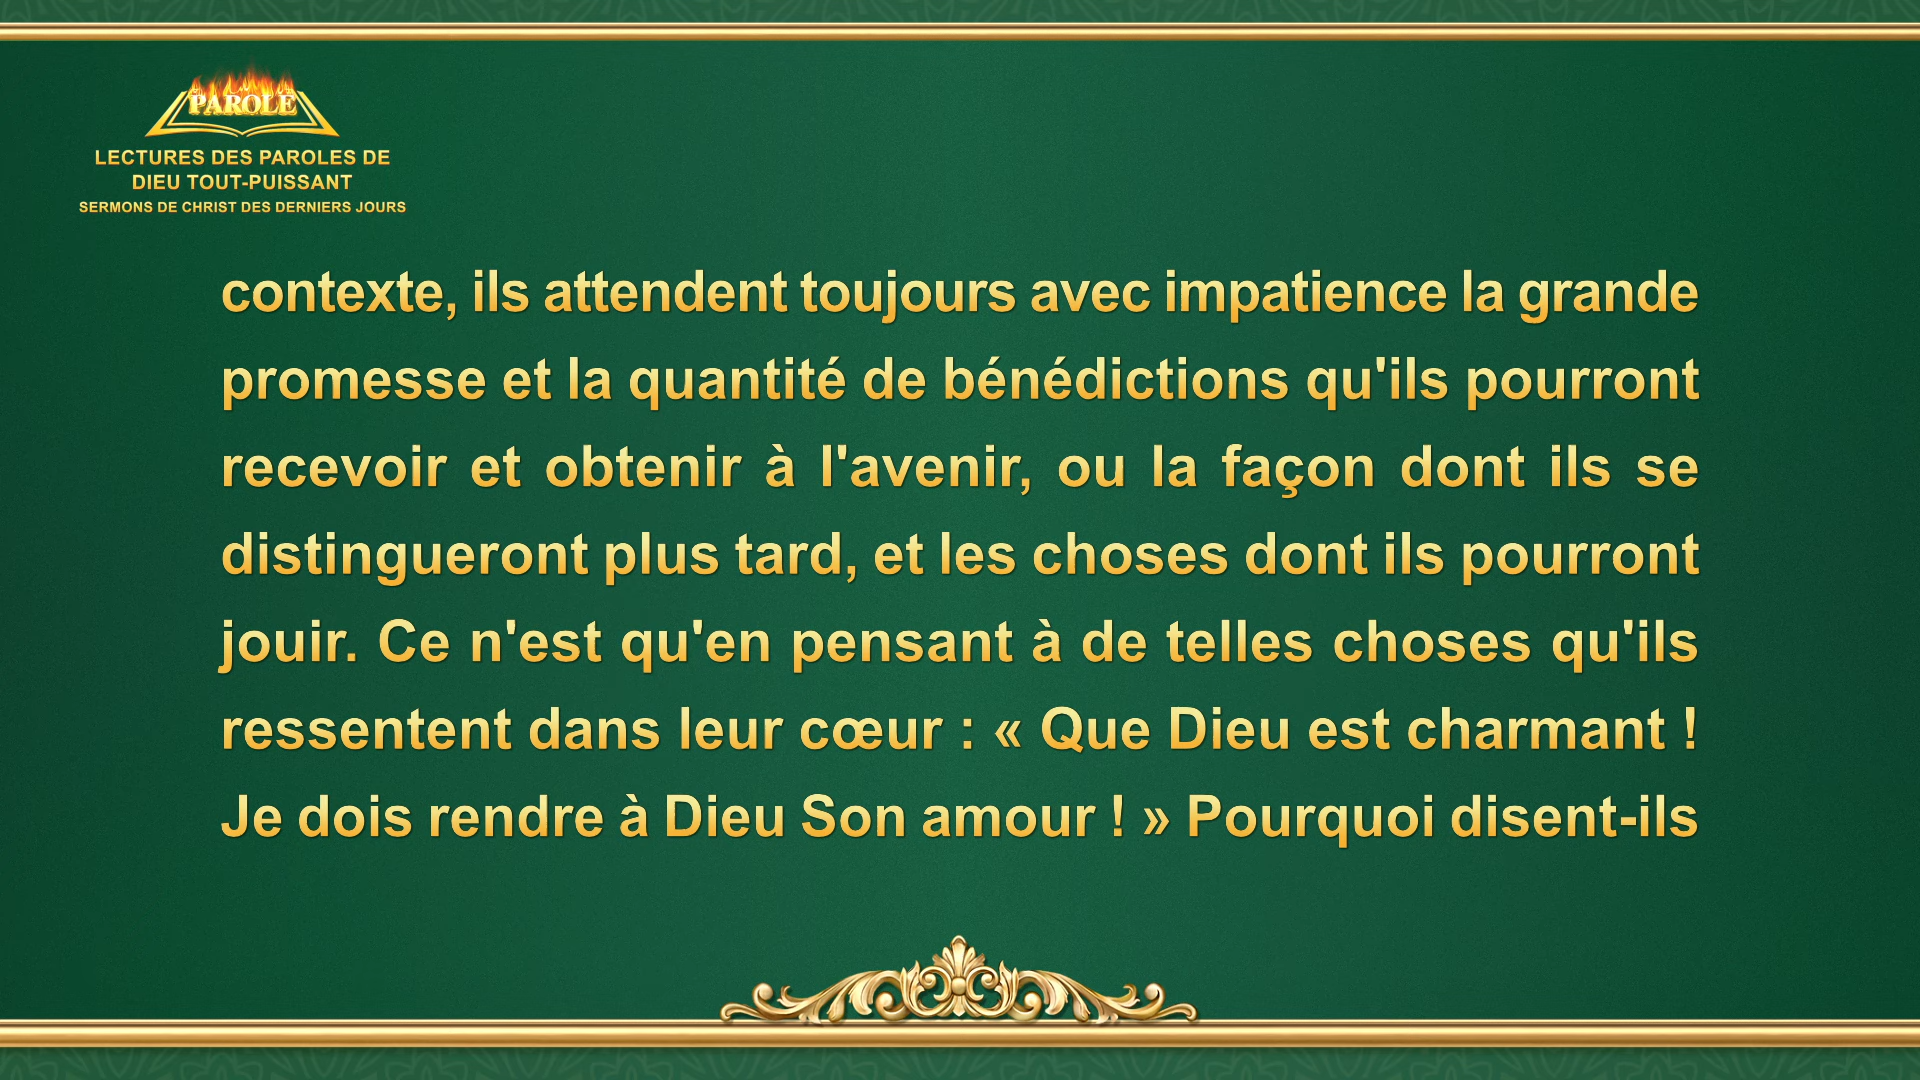 PAROLE
LECTURES DES PAROLES DE
DIEU TOUT-PUISSANT
SERMONS DE CHRIST DES DERNIERS JOURS
contexte, ils attendent toujours avec impatience la grande
promesse et la quantité de bénédictions qu'ils pourront
recevoir et obtenir à l'avenir, ou la façon dont ils se
distingueront plus tard, et les choses dont ils pourront
jouir. Ce n'est qu'en pensant à de telles choses qu'ils
ressentent dans leur cœur : « Que Dieu est charmant !
Je dois rendre à Dieu Son amour ! » Pourquoi disent-ils